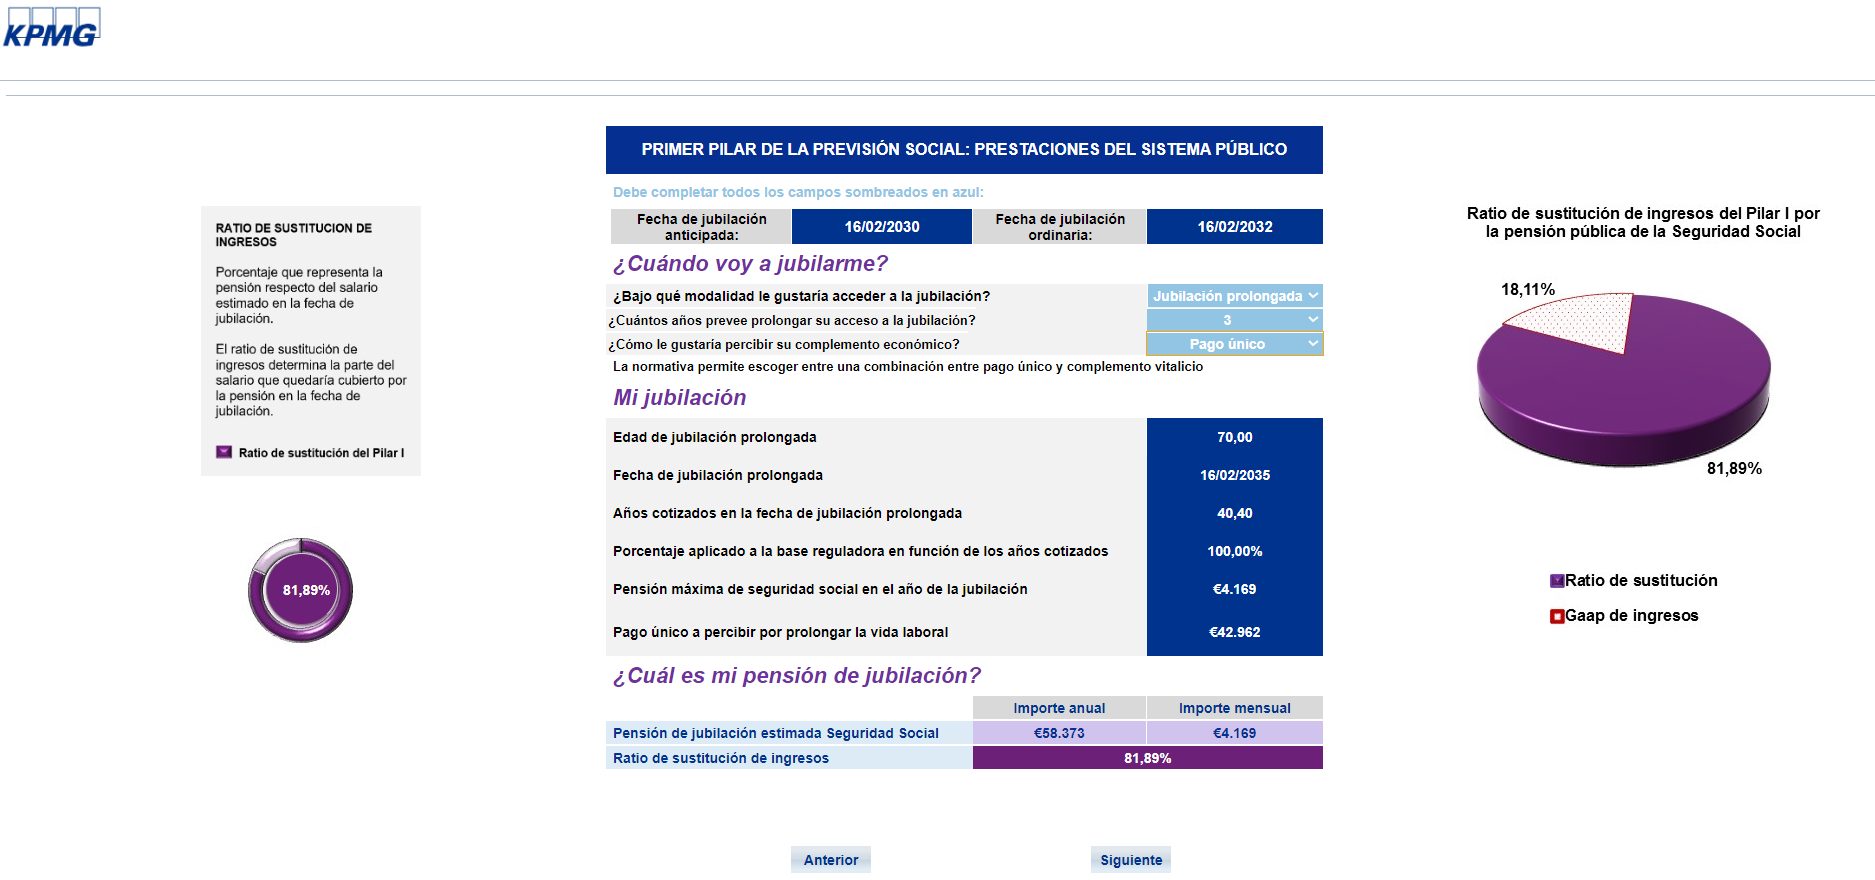 KPMG
PRIMER PILAR DE LA PREVISIÓN SOCIAL: PRESTACIONES DEL SISTEMA PÚBLICO
Debe completar todos los campos sombreados en azul:
Fecha de jubilación
anticipada:
16/02/2030
Fecha de jubilación
ordinaria:
16/02/2032
¿Cuándo voy a jubilarme?
¿Bajo qué modalidad le gustaría acceder a la jubilación?
Jubilación prolongada
¿Cuántos años prevee prolongar su acceso a la jubilación?
3
¿Cómo le gustaría percibir su complemento económico?
Pago único
La normativa permite escoger entre una combinación entre pago único y complemento vitalicio
Mi jubilación
Edad de jubilación prolongada
70,00
Fecha de jubilación prolongada
16/02/2035
Años cotizados en la fecha de jubilación prolongada
40,40
Porcentaje aplicado a la base reguladora en función de los años cotizados
100,00%
Pensión máxima de seguridad social en el año de la jubilación
€4.169
Pago único a percibir por prolongar la vida laboral
€42.962
¿Cuál es mi pensión de jubilación?
Importe anual
Importe mensual
Pensión de jubilación estimada Seguridad Social
€58.373
€4.169
Ratio de sustitución de ingresos
81,89%
Anterior
Siguiente
RATIO DE SUSTITUCION DE
INGRESOS
Porcentaje que representa la
pensión respecto del salario
estimado en la fecha de
jubilación.
El ratio de sustitución de
ingresos determina la parte del
salario que quedaría cubierto por
la pensión en la fecha de
jubilación.
Ratio de sustitución del Pilar I
81,89%
Ratio de sustitución de ingresos del Pilar I por
la pensión pública de la Seguridad Social
18,11%
81,89%
Ratio de sustitución
Gaap de ingresos